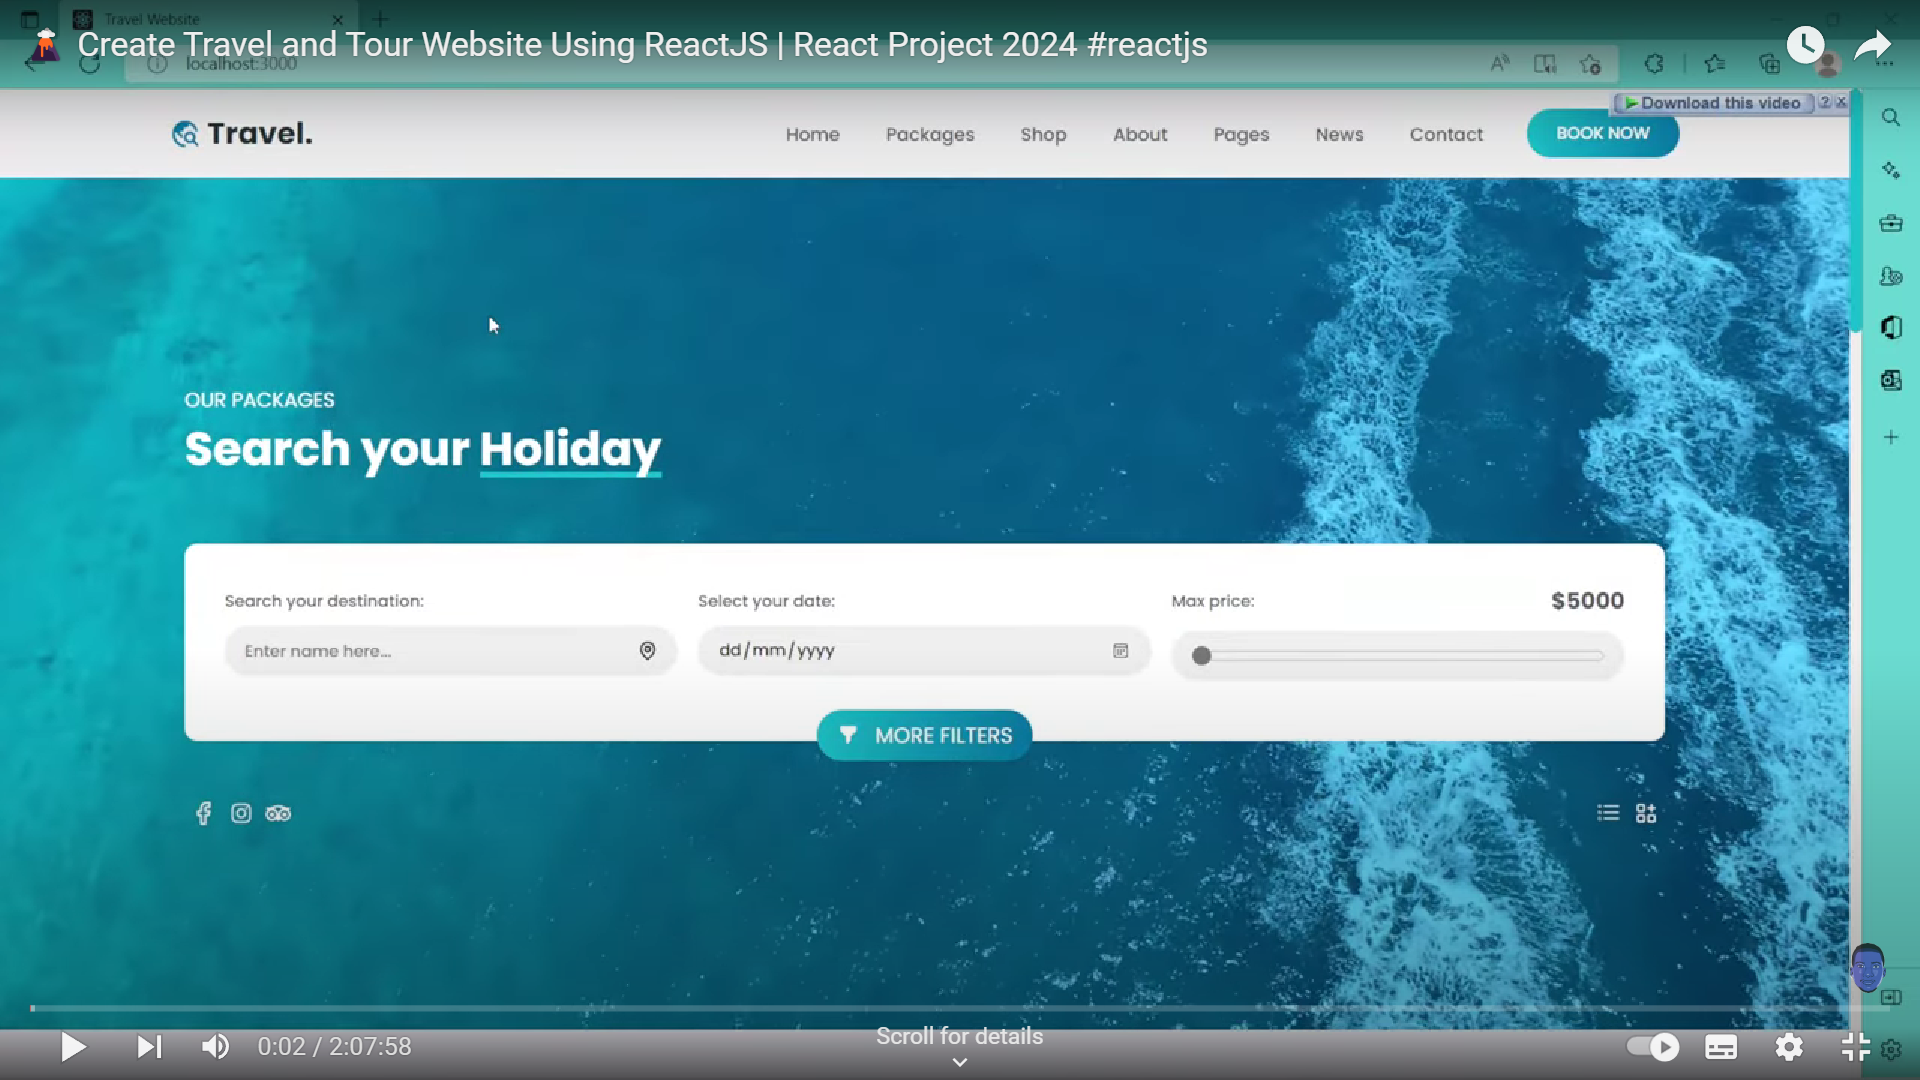 Travel Website
Create Travel and Tour Website Using ReactJS | React Project 2024 #reactjs
localhost:3000
Download this video
Travel.
Home
Packages
Shop
About
Pages
News
Contact
BOOK NOW
OUR PACKAGES
Search your Holiday
Search your destination:
Select your date:
Max price:
$5000
Enter name here...
dd/mm/yyyy
MORE FILTERS
0:02 / 2:07:58
Scroll for details